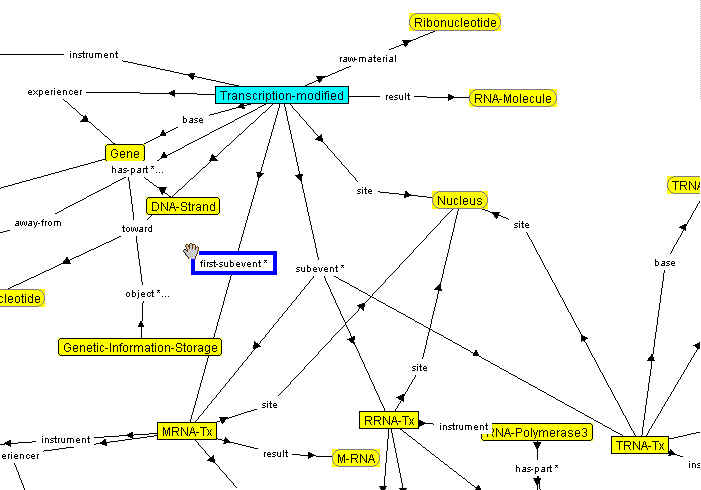 Ribonucleotide
instrument
raw-material
experiencer
Transcription-modified
result
RNA-Molecule
base
Gene
has-part *...
site
TRNA
Nucleus
DNA-Strand
away-from
toward
site
first-subevent *
subevent *
base
object *...
cleotide
Genetic-Information-Storage
site
site
MRNA-Tx
RRNA-Tx
instrument
NA-Polymerase3
instrument
TRNA-Tx
eriencer
result
M-RNA
has-part *
ins